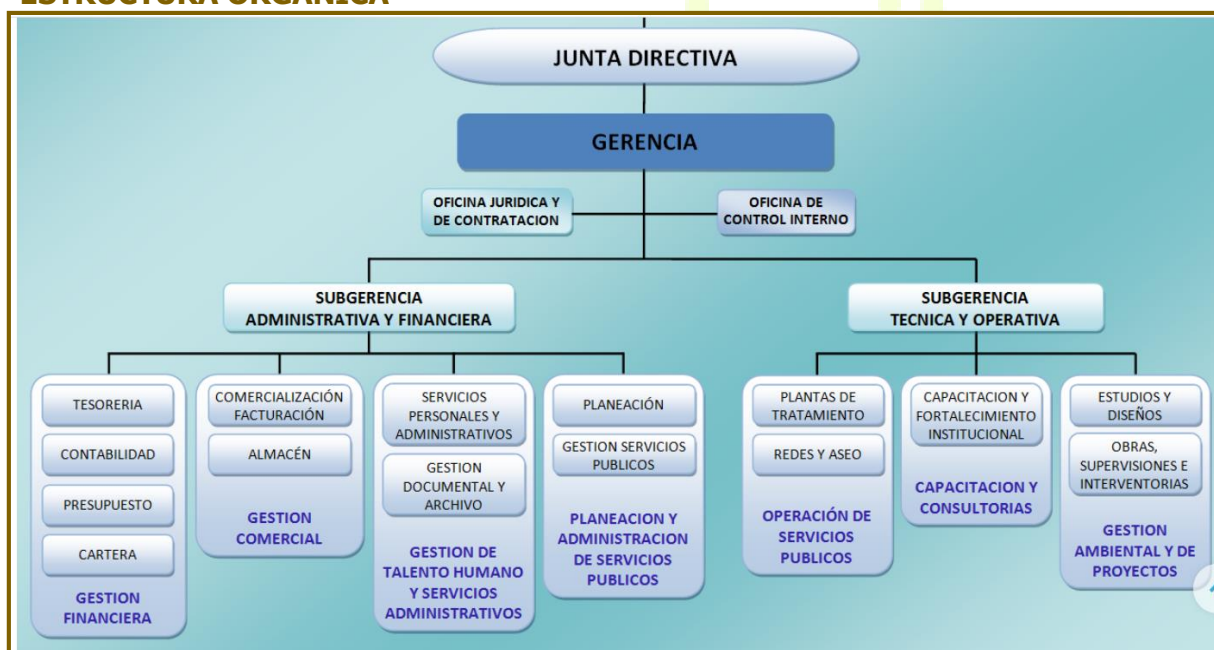 ESTRUCTURA ORGANICA
JUNTA DIRECTIVA
GERENCIA
OFICINA JURIDICA Y
DE CONTRATACION
OFICINA DE
CONTROL INTERNO
SUBGERENCIA
ADMINISTRATIVA Y FINANCIERA
SUBGERENCIA
TECNICA Y OPERATIVA
TESORERIA
CONTABILIDAD
PRESUPUESTO
CARTERA
GESTION
FINANCIERA
COMERCIALIZACIÓN
FACTURACIÓN
ALMACÉN
GESTION
COMERCIAL
SERVICIOS
PERSONALES Y
ADMINISTRATIVOS
GESTION
DOCUMENTAL Y
ARCHIVO
GESTION DE
TALENTO HUMANO
Y SERVICIOS
ADMINISTRATIVOS
PLANEACIÓN
GESTION SERVICIOS
PUBLICOS
PLANEACION Y
ADMINISTRACION
DE SERVICIOS
PUBLICOS
PLANTAS DE
TRATAMIENTO
REDES Y ASEO
OPERACIÓN DE
SERVICIOS
PUBLICOS
CAPACITACION Y
FORTALECIMIENTO
INSTITUCIONAL
CAPACITACION Y
CONSULTORIAS
ESTUDIOS Y
DISEÑOS
OBRAS,
SUPERVISIONES E
INTERVENTORIAS
GESTION
AMBIENTAL Y DE
PROYECTOS